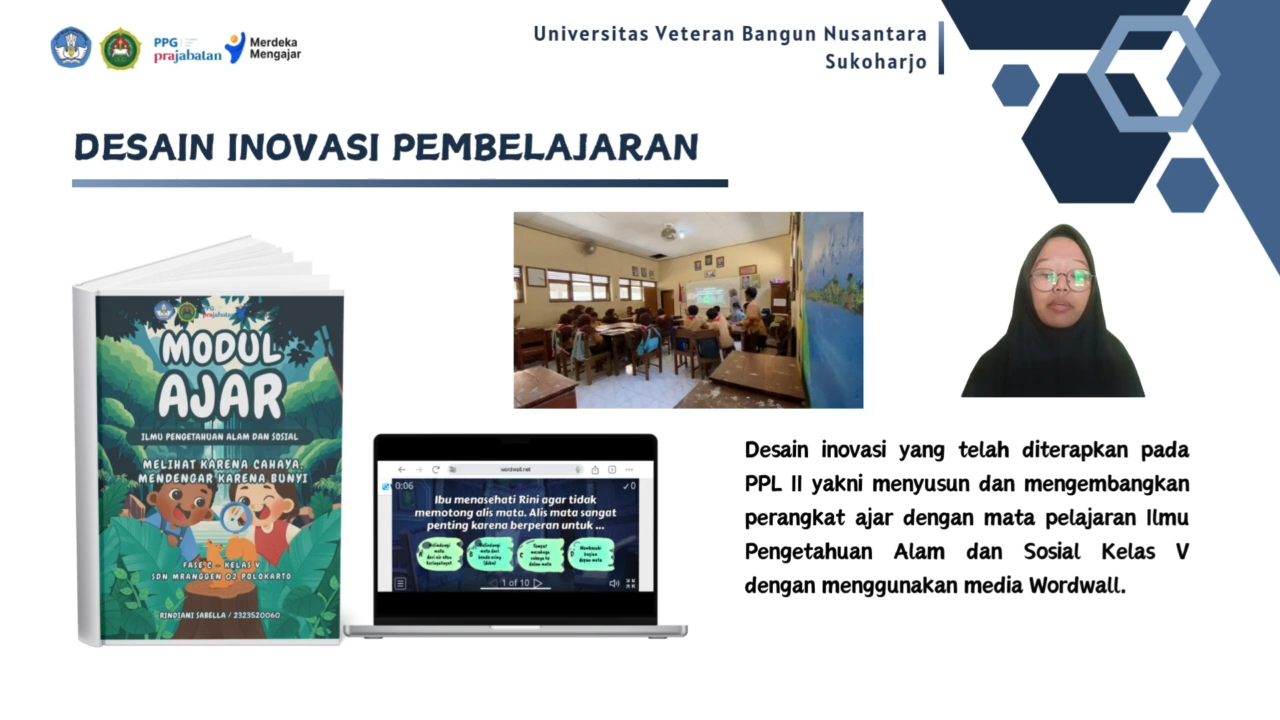 PPG
prajabatan
Merdeka
Mengajar
Universitas Veteran Bangun Nusantara
Sukoharjo
DESAIN INOVASI PEMBELAJARAN
MODUL
AJAR
ILMU PENGETAHUAN ALAM DAN SOSIAL
MELIHAT KARENA CAHAYA,
MENDENGAR KARENA BUNYI
FASE C - KELAS V
SDN MRANGGEN 02 POLOKARTO
RINDIANI SABELLA / 2323520060
wordwall.net
0:06
✓0
Ibu menasehati Rini agar tidak
memotong alis mata. Alis mata sangat
penting karena berperan untuk ...
1 of 10
Desain inovasi yang telah diterapkan pada
PPL II yakni menyusun dan mengembangkan
perangkat ajar dengan mata pelajaran Ilmu
Pengetahuan Alam dan Sosial Kelas V
dengan menggunakan media Wordwall.